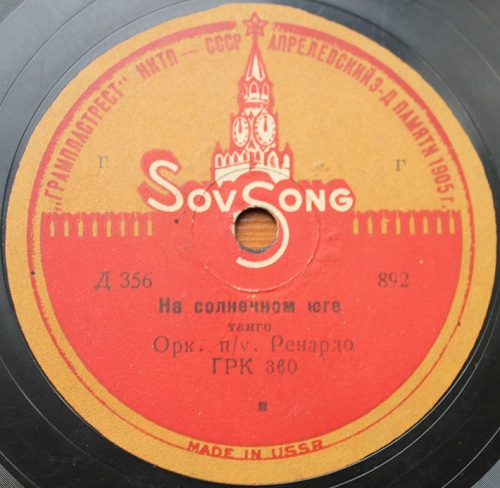 „ГРАМПЛАСТРЕСТ" НКТП — СССР АПРЕЛЕВСКИЙ З-Д ПАМЯТИ 1905 г.
Г Г
SOVSONG
Д 356 892
На солнечном юге
танго
Орк. п/у. Ренардо
ГРК 360
MADE IN USSR